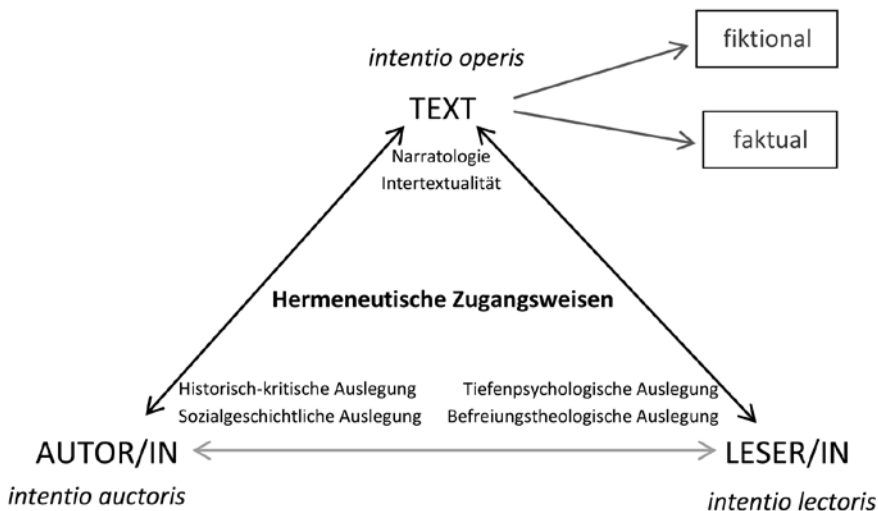 fiktional
intentio operis
TEXT
faktual
Narratologie
Intertextualität
Hermeneutische Zugangsweisen
Historisch-kritische Auslegung
Sozialgeschichtliche Auslegung
Tiefenpsychologische Auslegung
Befreiungstheologische Auslegung
AUTOR/IN
intentio auctoris
LESER/IN
intentio lectoris